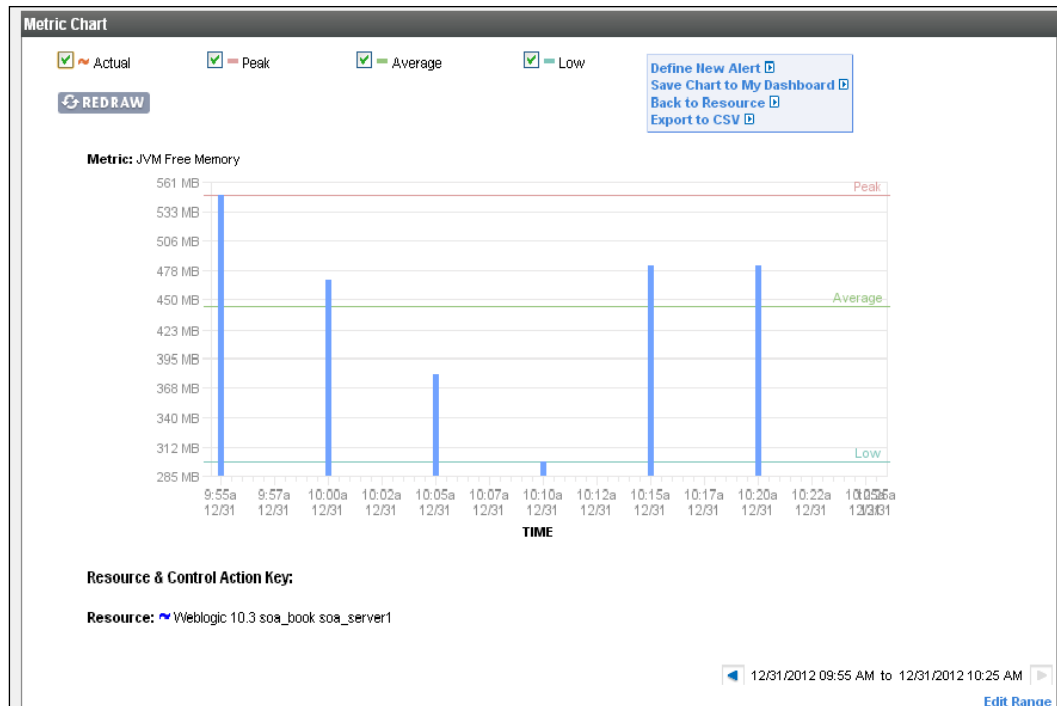 Metric Chart
Actual
Peak
Average
Low
REDRAW
Define New Alert
Save Chart to My Dashboard
Back to Resource
Export to CSV
Metric: JVM Free Memory
561 MB
533 MB
506 MB
478 MB
450 MB
423 MB
395 MB
368 MB
340 MB
312 MB
285 MB
Peak
Average
Low
9:55a 9:57a 10:00a 10:02a 10:05a 10:07a 10:10a 10:12a 10:15a 10:17a 10:20a 10:22a
12/31 12/31 12/31 12/31 12/31 12/31 12/31 12/31 12/31 12/31 12/31 12/31
TIME
Resource & Control Action Key:
Resource: Weblogic 10.3 soa_book soa_server1
12/31/2012 09:55 AM to 12/31/2012 10:25 AM
Edit Range